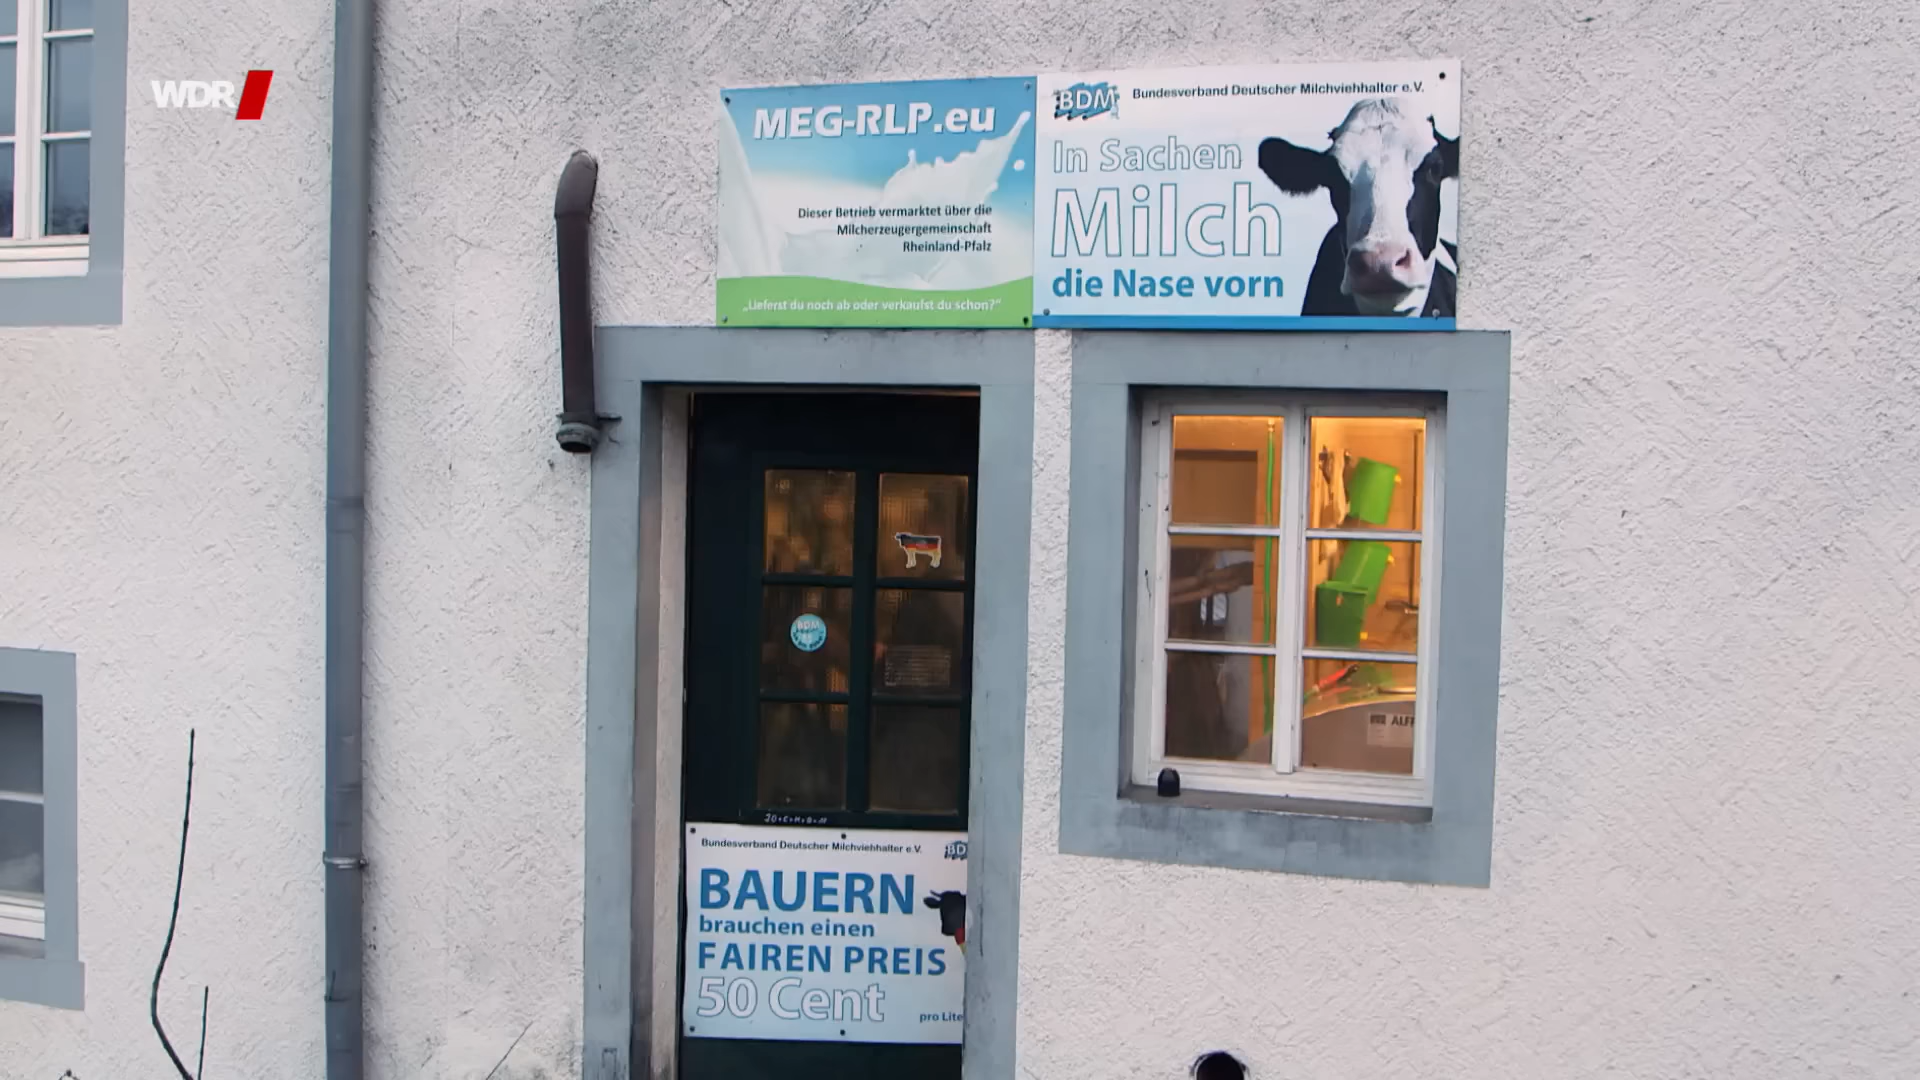 WDR
MEG-RLP.eu
Dieser Betrieb vermarktet über die
Milcherzeugergemeinschaft
Rheinland-Pfalz
„Lieferst du noch ab oder verkaufst du schon?“
BDM
Bundesverband Deutscher Milchviehhalter e.V.
In Sachen
Milch
die Nase vorn
BDM
ALF
Bundesverband Deutscher Milchviehhalter e.V.
BD
BAUERN
brauchen einen
FAIREN PREIS
50 Cent
pro Lite